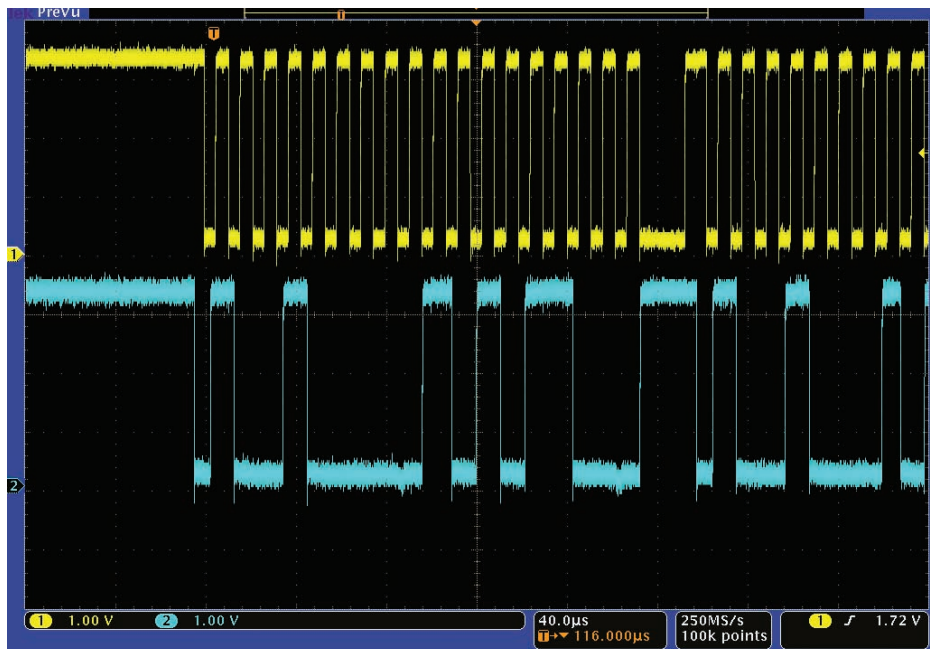 Tek PreVu
T
T
1
2
1 1.00 V 2 1.00 V
40.0µs
T→▼ 116.000µs
250MS/s
100k points
1 ʃ 1.72 V